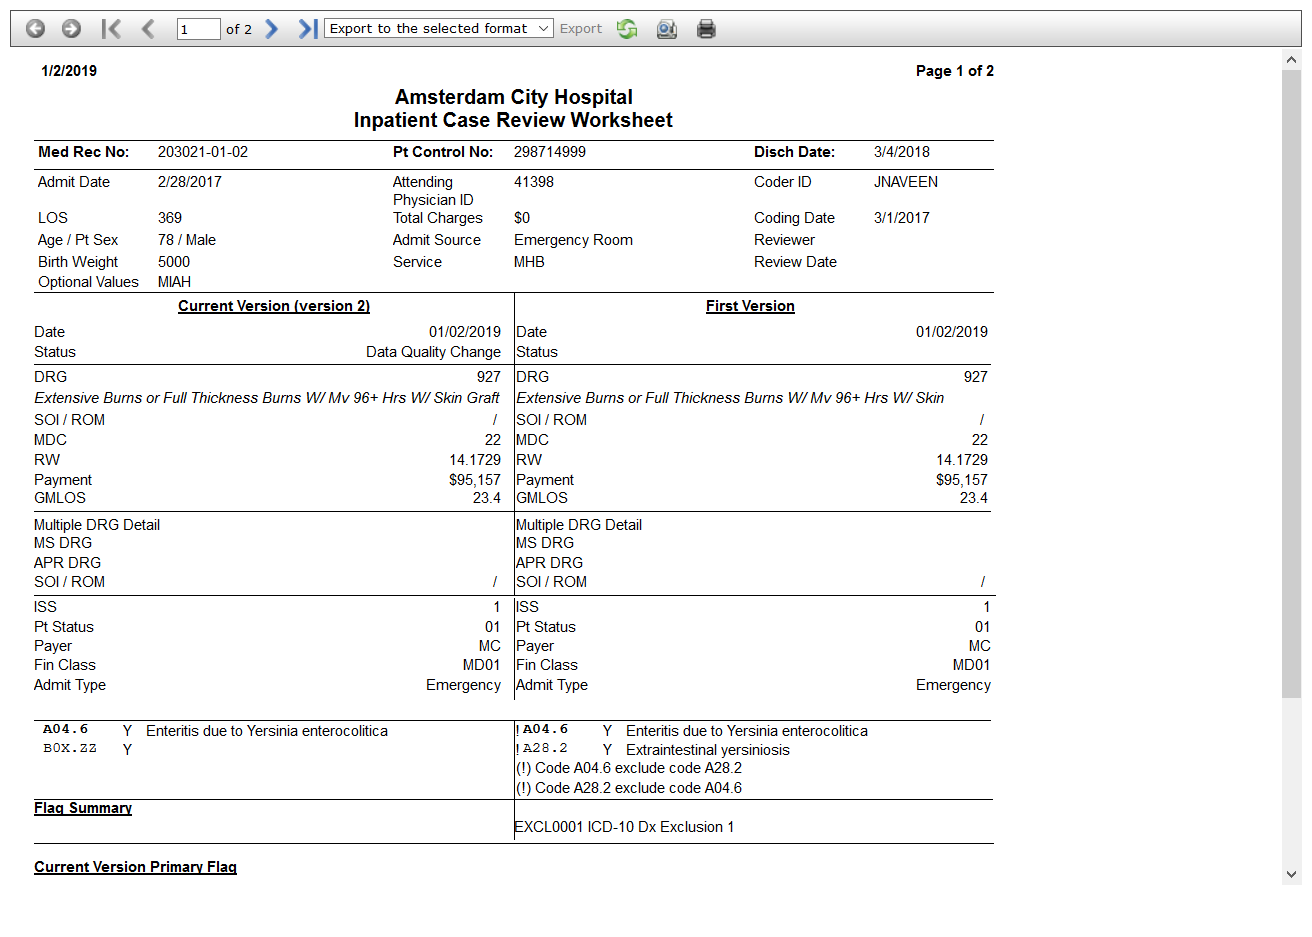 1 of 2 Export to the selected format Export
1/2/2019 Page 1 of 2
Amsterdam City Hospital
Inpatient Case Review Worksheet
Med Rec No: 203021-01-02 Pt Control No: 298714999 Disch Date: 3/4/2018
Admit Date 2/28/2017 Attending Physician ID 41398 Coder ID JNAVEEN
LOS 369 Total Charges $0 Coding Date 3/1/2017
Age / Pt Sex 78 / Male Admit Source Emergency Room Reviewer
Birth Weight 5000 Service MHB Review Date
Optional Values MIAH
Current Version (version 2) First Version
Date 01/02/2019 Date 01/02/2019
Status Data Quality Change Status
DRG 927 DRG 927
Extensive Burns or Full Thickness Burns W/ Mv 96+ Hrs W/ Skin Graft Extensive Burns or Full Thickness Burns W/ Mv 96+ Hrs W/ Skin
SOI / ROM / SOI / ROM /
MDC 22 MDC 22
RW 14.1729 RW 14.1729
Payment $95,157 Payment $95,157
GMLOS 23.4 GMLOS 23.4
Multiple DRG Detail Multiple DRG Detail
MS DRG MS DRG
APR DRG APR DRG
SOI / ROM / SOI / ROM /
ISS 1 ISS 1
Pt Status 01 Pt Status 01
Payer MC Payer MC
Fin Class MD01 Fin Class MD01
Admit Type Emergency Admit Type Emergency
A04.6 Y Enteritis due to Yersinia enterocolitica ! A04.6 Y Enteritis due to Yersinia enterocolitica
B0X.ZZ Y ! A28.2 Y Extraintestinal yersiniosis
(!) Code A04.6 exclude code A28.2
(!) Code A28.2 exclude code A04.6
Flag Summary
EXCL0001 ICD-10 Dx Exclusion 1
Current Version Primary Flag